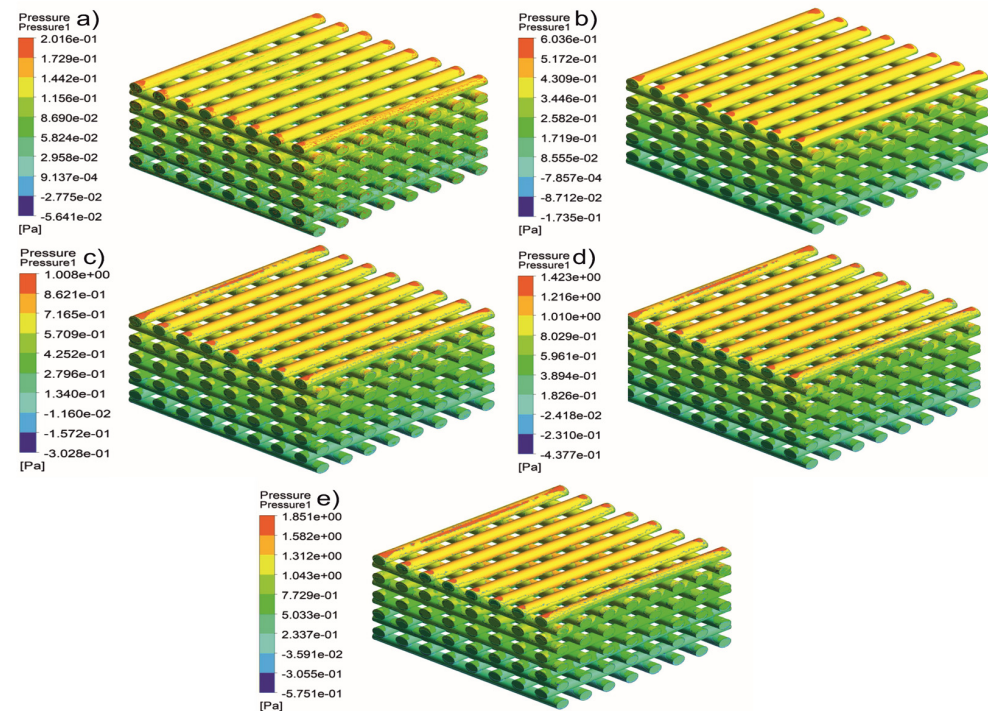 Pressure
Pressure1
a)
2.016e-01
1.729e-01
1.442e-01
1.156e-01
8.690e-02
5.824e-02
2.958e-02
9.137e-04
-2.775e-02
-5.641e-02
[Pa]
Pressure
Pressure1
b)
6.036e-01
5.172e-01
4.309e-01
3.446e-01
2.582e-01
1.719e-01
8.555e-02
-7.857e-04
-8.712e-02
-1.735e-01
[Pa]
Pressure
Pressure1
c)
1.008e+00
8.621e-01
7.165e-01
5.709e-01
4.252e-01
2.796e-01
1.340e-01
-1.160e-02
-1.572e-01
-3.028e-01
[Pa]
Pressure
Pressure1
d)
1.423e+00
1.216e+00
1.010e+00
8.029e-01
5.961e-01
3.894e-01
1.826e-01
-2.418e-02
-2.310e-01
-4.377e-01
[Pa]
Pressure
Pressure1
e)
1.851e+00
1.582e+00
1.312e+00
1.043e+00
7.729e-01
5.033e-01
2.337e-01
-3.591e-02
-3.055e-01
-5.751e-01
[Pa]